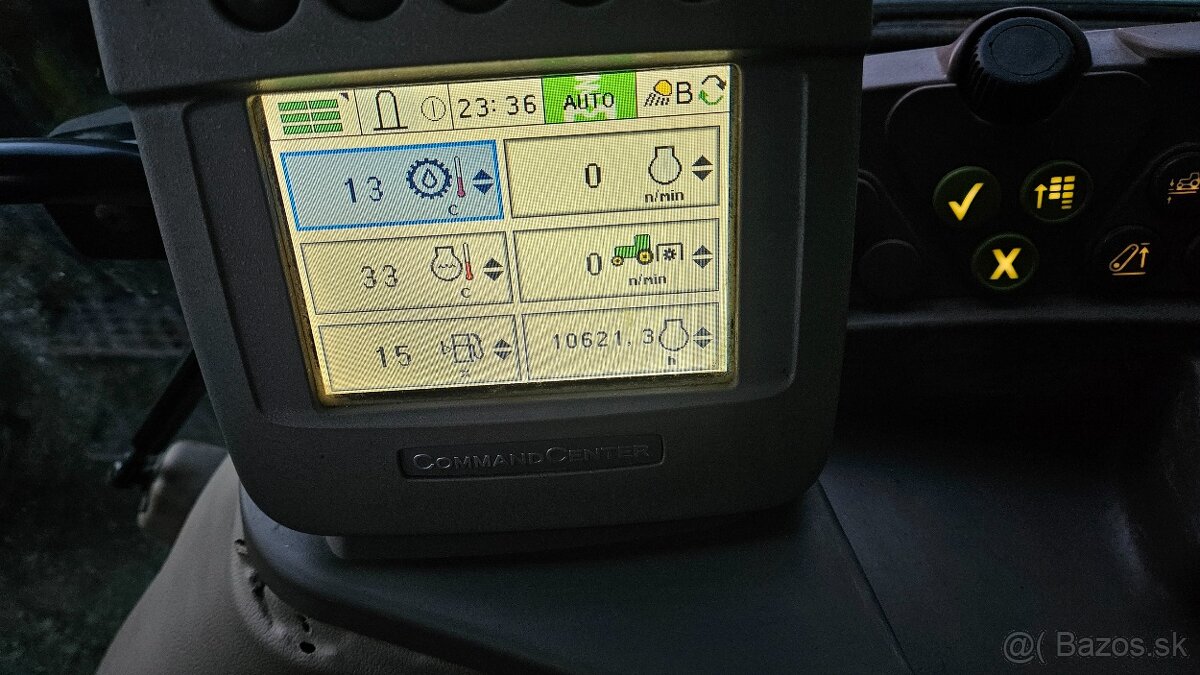 23:36 AUTO B
13 C
0 n/min
33 C
0 n/min
15 %
10621,3 h
X
COMMANDCENTER
@( Bazos.sk